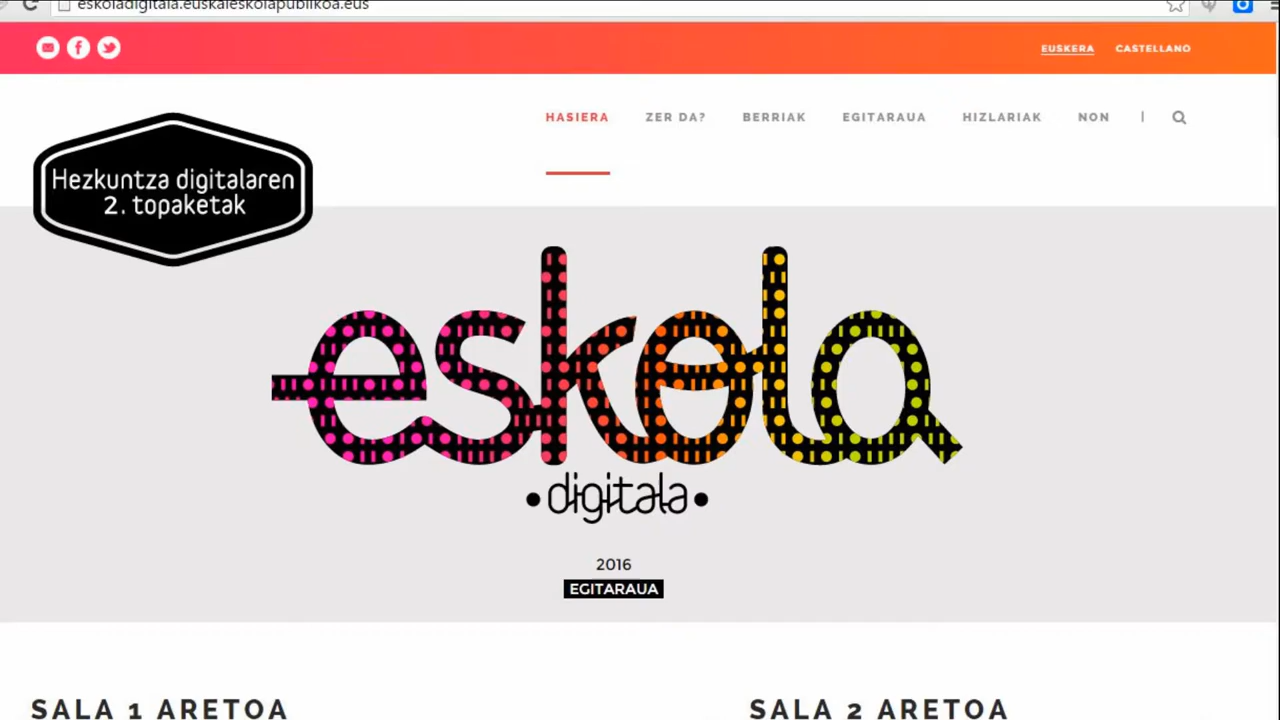 eskoladigitala.euskaleskolapublikoa.eus
EUSKERA CASTELLANO
HASIERA ZER DA? BERRIAK EGITARAUA HIZLARIAK NON
Hezkuntza digitalaren
2. topaketak
eskola
•digitala•
2016
EGITARAUA
SALA 1 ARETOA SALA 2 ARETOA